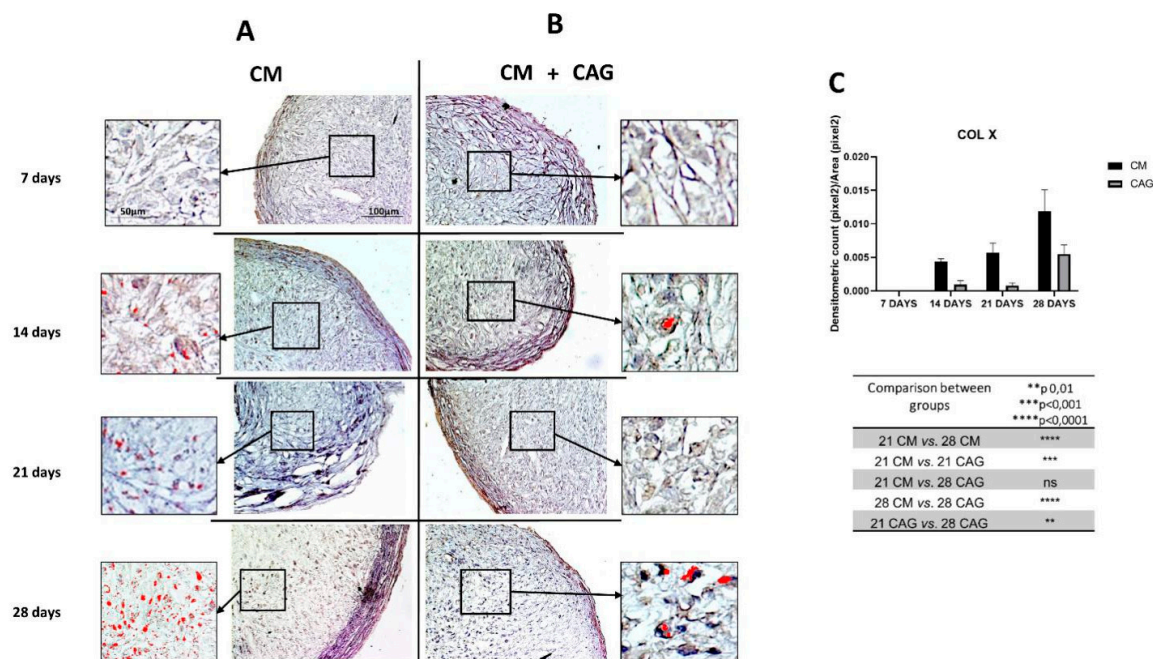 A
B
C
CM
CM + CAG
7 days
50µm
100µm
14 days
21 days
28 days
COL X
Densitometric count (pixel2)/Area (pixel2)
0.020
0.015
0.010
0.005
0.000
7 DAYS 14 DAYS 21 DAYS 28 DAYS
CM
CAG
Comparison between groups
**p 0,01
***p<0,001
****p<0,0001
21 CM vs. 28 CM ****
21 CM vs. 21 CAG ***
21 CM vs. 28 CAG ns
28 CM vs. 28 CAG ****
21 CAG vs. 28 CAG **